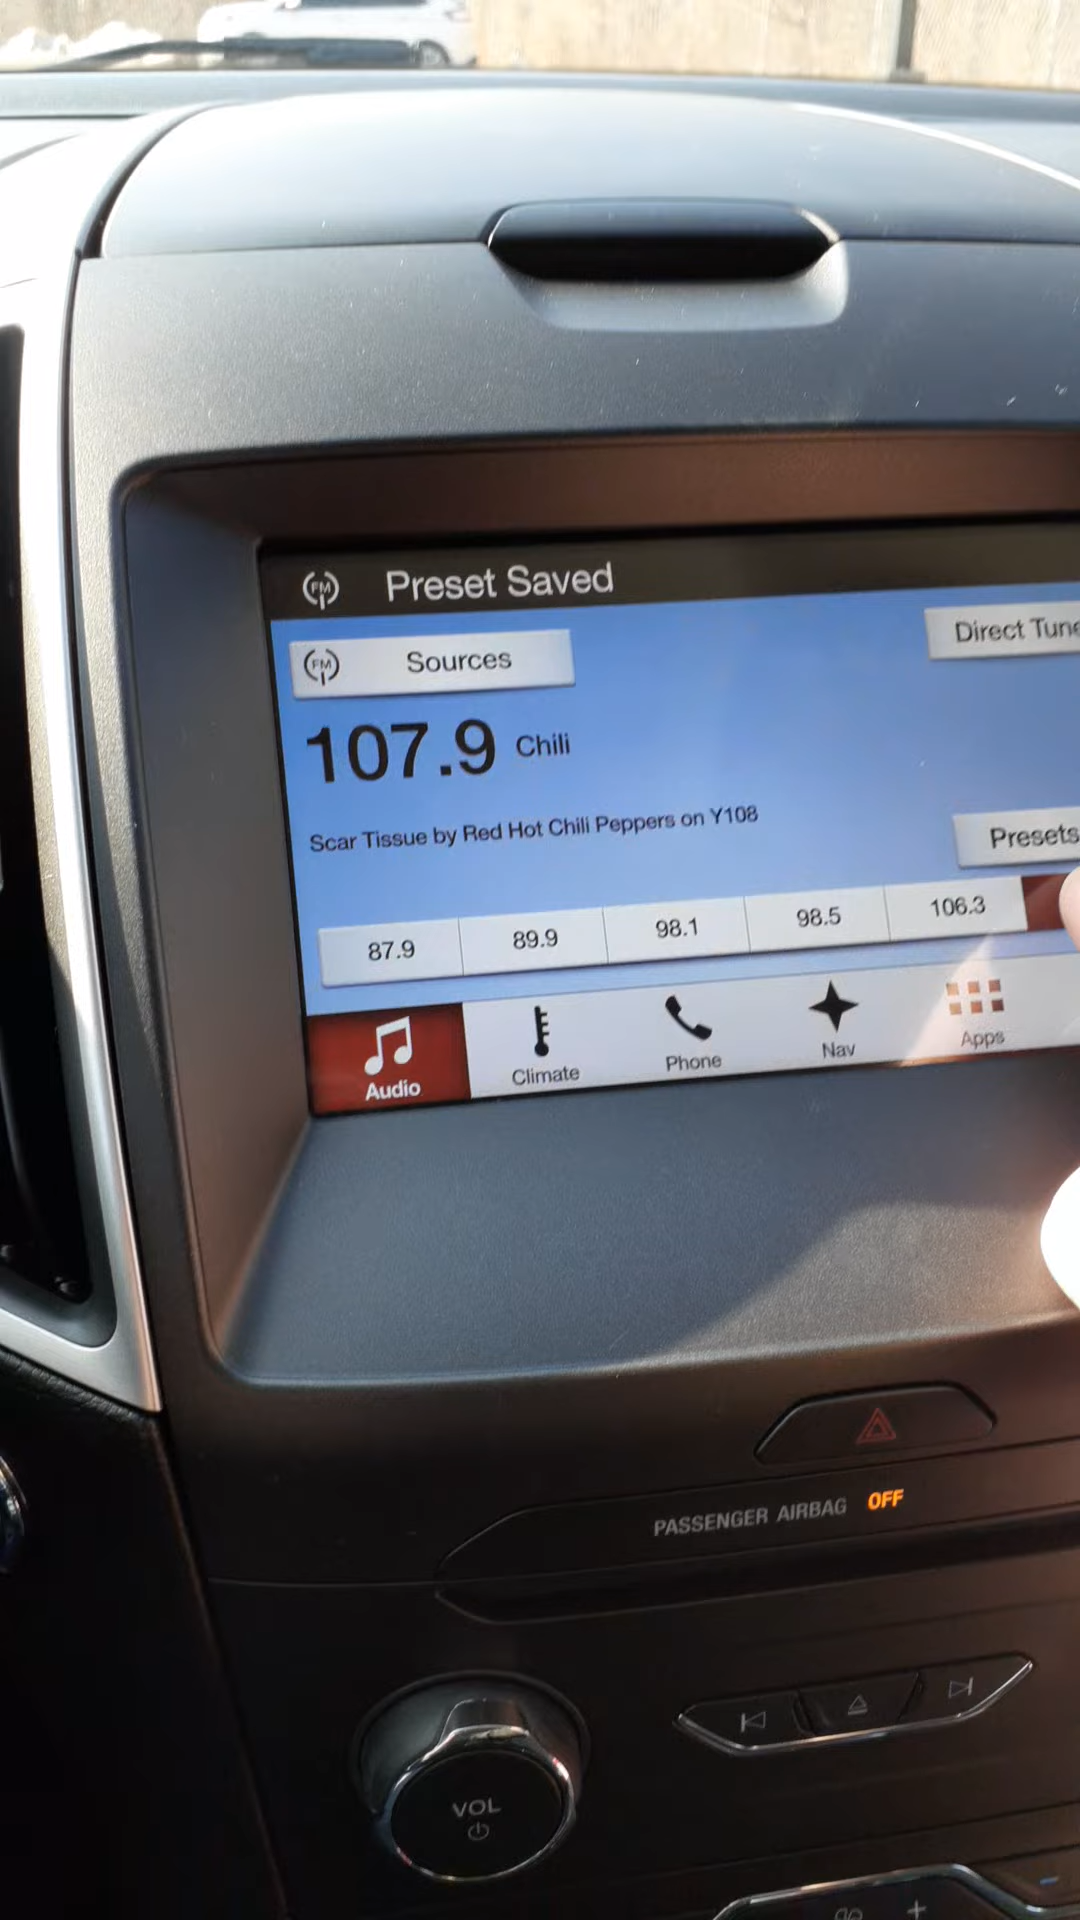 FM Preset Saved
FM Sources
Direct Tune
107.9 Chili
Scar Tissue by Red Hot Chili Peppers on Y108
Presets
87.9 89.9 98.1 98.5 106.3
Audio Climate Phone Nav Apps
PASSENGER AIRBAG OFF
VOL